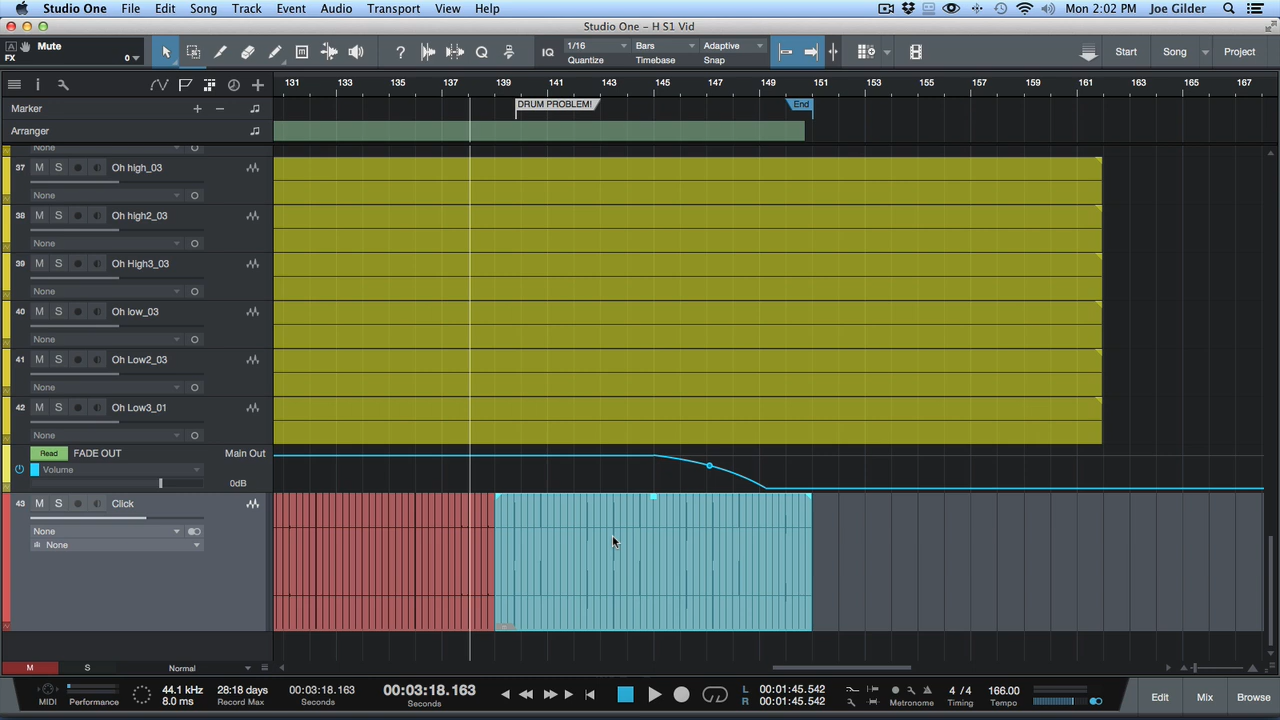 Studio One File Edit Song Track Event Audio Transport View Help Mon 2:02 PM Joe Gilder
Studio One – H S1 Vid
A Mute
FX 0
IQ 1/16 Bars Adaptive Start Song Project
Quantize Timebase Snap
131 133 135 137 139 141 143 145 147 149 151 153 155 157 159 161 163 165 167
Marker + − DRUM PROBLEM! End
Arranger
None
37 M S Oh high_03
None
38 M S Oh high2_03
None
39 M S Oh High3_03
None
40 M S Oh low_03
None
41 M S Oh Low2_03
None
42 M S Oh Low3_01
None
Read FADE OUT Main Out
Volume
0dB
43 M S Click
None
None
M S Normal
44.1 kHz 28:18 days 00:03:18.163 00:03:18.163 L 00:01:45.542 4 / 4 166.00
MIDI Performance 8.0 ms Record Max Seconds Seconds R 00:01:45.542 Metronome Timing Tempo Edit Mix Browse